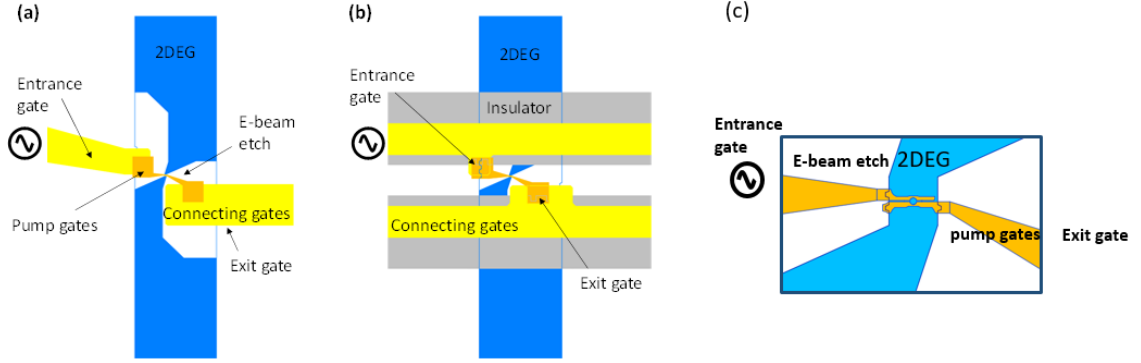 (a)
2DEG
Entrance
gate
E-beam
etch
Pump gates
Connecting gates
Exit gate
(b)
2DEG
Entrance
gate
Insulator
Connecting gates
Exit gate
(c)
Entrance
gate
E-beam etch
2DEG
pump gates
Exit gate